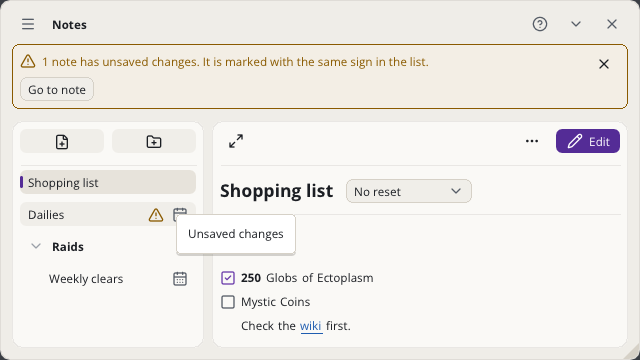 Notes
1 note has unsaved changes. It is marked with the same sign in the list.
Go to note
Edit
Shopping list
Dailies
Unsaved changes
Raids
Weekly clears
Shopping list
No reset
250 Globs of Ectoplasm
Mystic Coins
Check the wiki first.